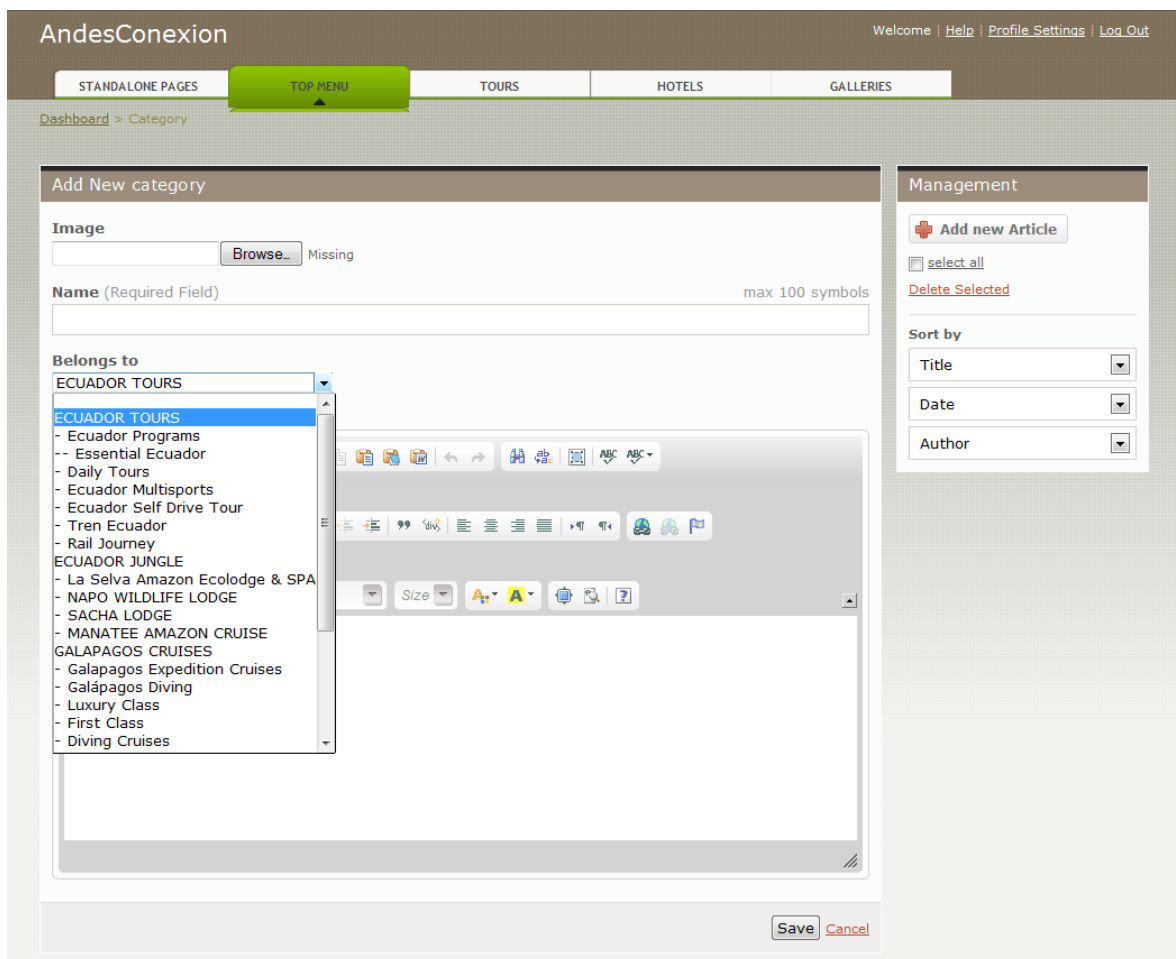 AndesConexion
Welcome | Help | Profile Settings | Log Out
STANDALONE PAGES
TOP MENU
TOURS
HOTELS
GALLERIES
Dashboard > Category
Add New category
Image
Browse... Missing
Name (Required Field) max 100 symbols
Belongs to
ECUADOR TOURS
ECUADOR TOURS
- Ecuador Programs
-- Essential Ecuador
- Daily Tours
- Ecuador Multisports
- Ecuador Self Drive Tour
- Tren Ecuador
- Rail Journey
ECUADOR JUNGLE
- La Selva Amazon Ecolodge & SPA
- NAPO WILDLIFE LODGE
- SACHA LODGE
- MANATEE AMAZON CRUISE
GALAPAGOS CRUISES
- Galapagos Expedition Cruises
- Galápagos Diving
- Luxury Class
- First Class
- Diving Cruises
ABC ABC
div
Size A A ?
Save Cancel
Management
Add new Article
select all
Delete Selected
Sort by
Title
Date
Author